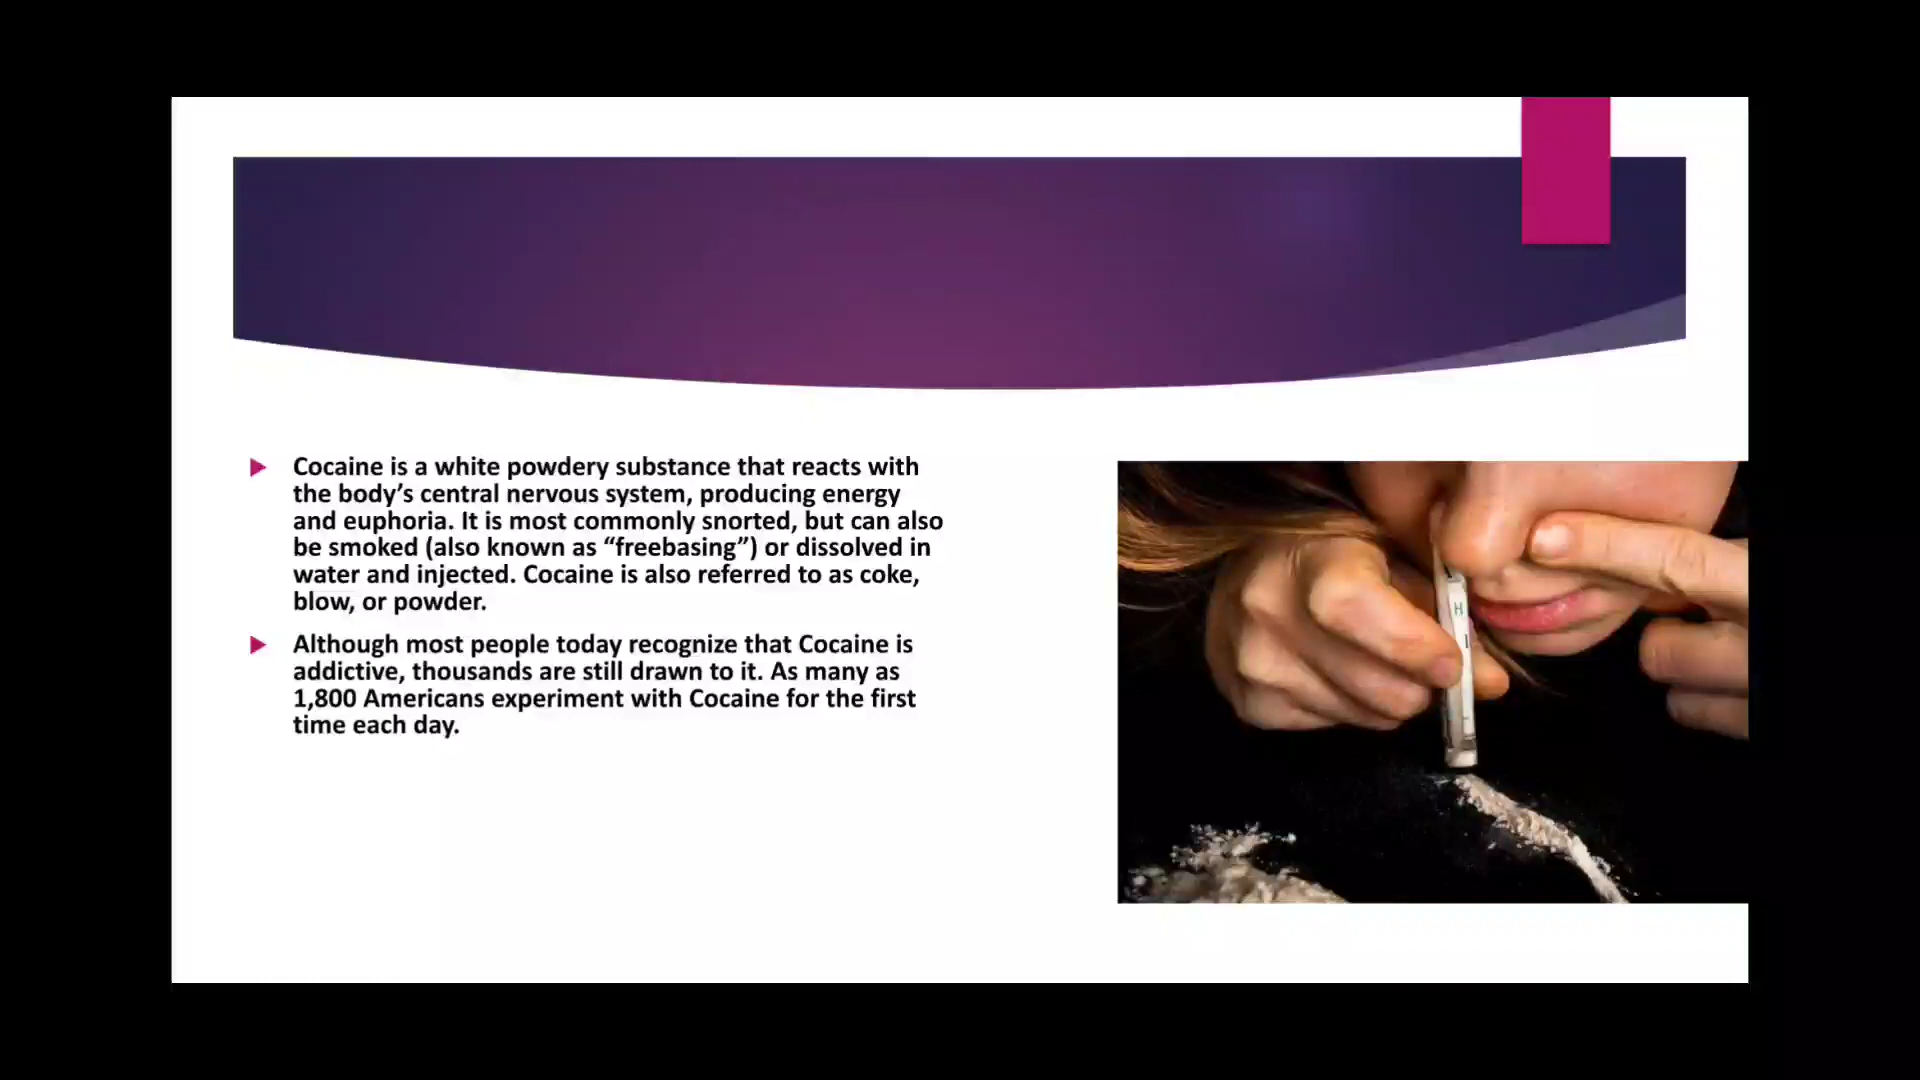 Cocaine is a white powdery substance that reacts with
the body’s central nervous system, producing energy
and euphoria. It is most commonly snorted, but can also
be smoked (also known as “freebasing”) or dissolved in
water and injected. Cocaine is also referred to as coke,
blow, or powder.
Although most people today recognize that Cocaine is
addictive, thousands are still drawn to it. As many as
1,800 Americans experiment with Cocaine for the first
time each day.
H